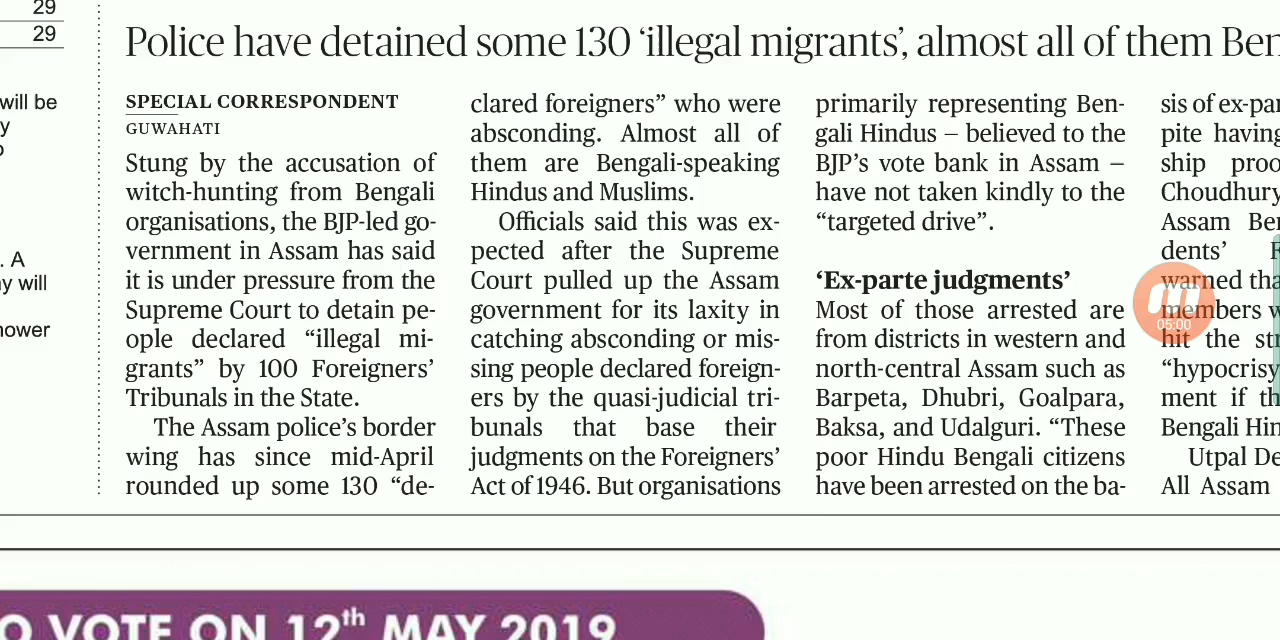 29
29
will be
y
. A
y will
nower
Police have detained some 130 ‘illegal migrants’, almost all of them Ben
SPECIAL CORRESPONDENT
GUWAHATI
Stung by the accusation of
witch-hunting from Bengali
organisations, the BJP-led go-
vernment in Assam has said
it is under pressure from the
Supreme Court to detain pe-
ople declared “illegal mi-
grants” by 100 Foreigners’
Tribunals in the State.
The Assam police’s border
wing has since mid-April
rounded up some 130 “de-
clared foreigners” who were
absconding. Almost all of
them are Bengali-speaking
Hindus and Muslims.
Officials said this was ex-
pected after the Supreme
Court pulled up the Assam
government for its laxity in
catching absconding or mis-
sing people declared foreign-
ers by the quasi-judicial tri-
bunals that base their
judgments on the Foreigners’
Act of 1946. But organisations
primarily representing Ben-
gali Hindus – believed to the
BJP’s vote bank in Assam –
have not taken kindly to the
“targeted drive”.
‘Ex-parte judgments’
Most of those arrested are
from districts in western and
north-central Assam such as
Barpeta, Dhubri, Goalpara,
Baksa, and Udalguri. “These
poor Hindu Bengali citizens
have been arrested on the ba-
sis of ex-par
pite having
ship proo
Choudhury
Assam Ben
dents’ F
warned tha
members w
hit the str
“hypocrisy
ment if th
Bengali Hin
Utpal De
All Assam
05:00
O VOTE ON 12th MAY 2019